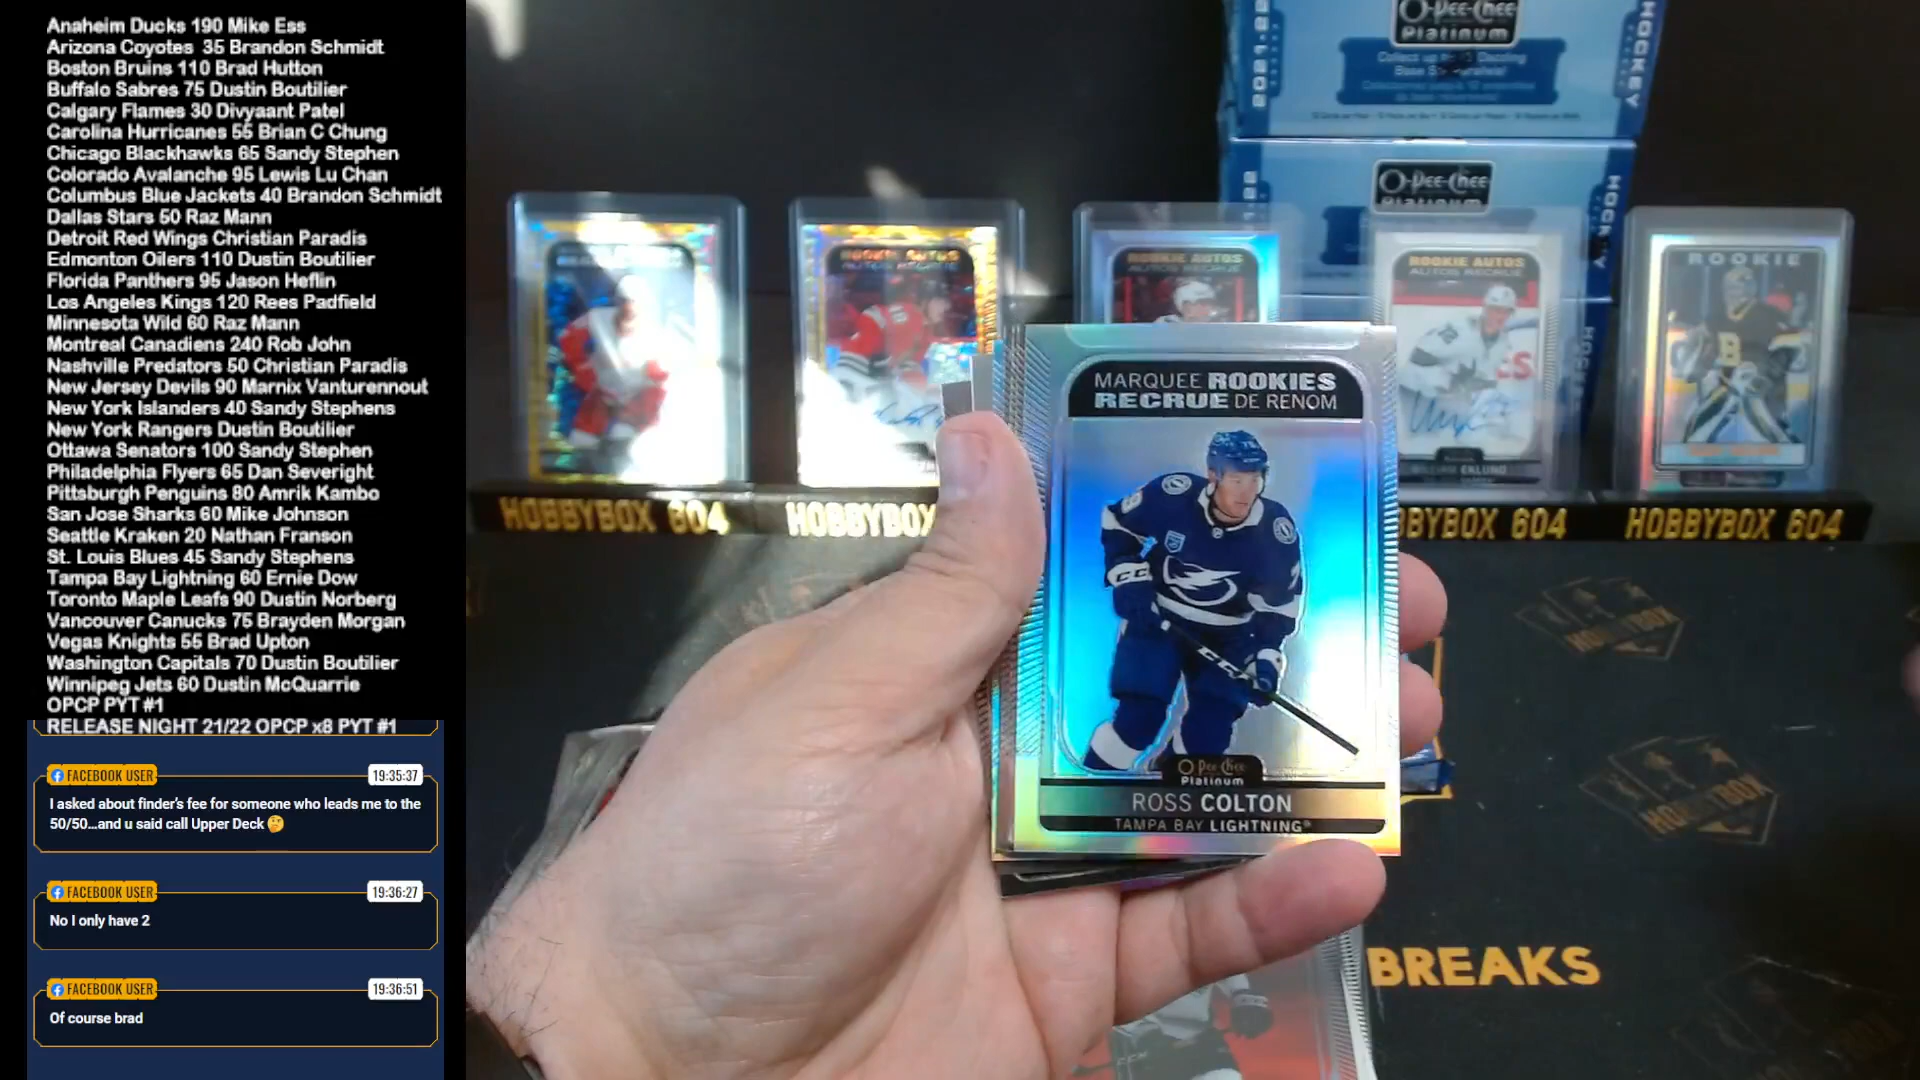 Anaheim Ducks 190 Mike Ess
Arizona Coyotes 35 Brandon Schmidt
Boston Bruins 110 Brad Hutton
Buffalo Sabres 75 Dustin Boutilier
Calgary Flames 30 Divyaant Patel
Carolina Hurricanes 55 Brian C Chung
Chicago Blackhawks 65 Sandy Stephen
Colorado Avalanche 95 Lewis Lu Chan
Columbus Blue Jackets 40 Brandon Schmidt
Dallas Stars 50 Raz Mann
Detroit Red Wings Christian Paradis
Edmonton Oilers 110 Dustin Boutilier
Florida Panthers 95 Jason Heflin
Los Angeles Kings 120 Rees Padfield
Minnesota Wild 60 Raz Mann
Montreal Canadiens 240 Rob John
Nashville Predators 50 Christian Paradis
New Jersey Devils 90 Marnix Vanturennout
New York Islanders 40 Sandy Stephens
New York Rangers Dustin Boutilier
Ottawa Senators 100 Sandy Stephen
Philadelphia Flyers 65 Dan Severight
Pittsburgh Penguins 80 Amrik Kambo
San Jose Sharks 60 Mike Johnson
Seattle Kraken 20 Nathan Franson
St. Louis Blues 45 Sandy Stephens
Tampa Bay Lightning 60 Ernie Dow
Toronto Maple Leafs 90 Dustin Norberg
Vancouver Canucks 75 Brayden Morgan
Vegas Knights 55 Brad Upton
Washington Capitals 70 Dustin Boutilier
Winnipeg Jets 60 Dustin McQuarrie
OPCP PYT #1
RELEASE NIGHT 21/22 OPCP x8 PYT #1
FACEBOOK USER 19:35:37
I asked about finder's fee for someone who leads me to the
50/50...and u said call Upper Deck 🤔
FACEBOOK USER 19:36:27
No I only have 2
FACEBOOK USER 19:36:51
Of course brad
O-Pee-Chee
Platinum
HOCKEY
O-Pee-Chee
Platinum
HOCKEY
ROOKIE AUTOS
AUTOS RECRUE
ROOKIE AUTOS
AUTOS RECRUE
ROOKIE AUTOS
AUTOS RECRUE
WILLIAM EKLUND
ROOKIE
HOBBYBOX 604
HOBBYBOX
BYBOX 604
HOBBYBOX 604
MARQUEE ROOKIES
RECRUE DE RENOM
79
CCM
CCM
O-Pee-Chee
Platinum
ROSS COLTON
TAMPA BAY LIGHTNING
BREAKS